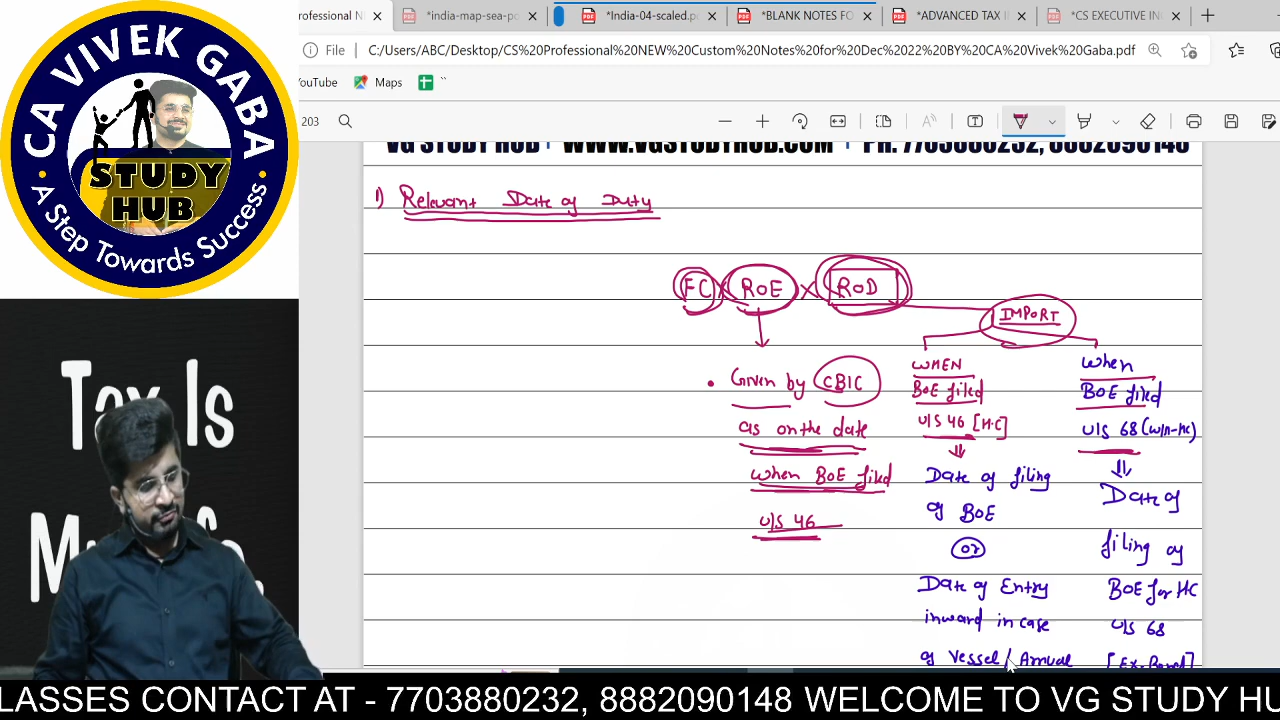 CA VIVEK GABA
STUDY
HUB
• A Step Towards Success •
Professional N
*india-map-sea-po
*India-04-scaled.p
*BLANK NOTES FO
*ADVANCED TAX
*CS EXECUTIVE IN
File
C:/Users/ABC/Desktop/CS%20Professional%20NEW%20Custom%20Notes%20for%20Dec%2022%20BY%20CA%20Vivek%20Gaba.pdf
YouTube
Maps
``
203
VG STUDY HUB
WWW.VGSTUDYHUB.COM
PH. 7703880232, 8882090148
1) Relevant Date of Duty
FC x RoE x RoD
IMPORT
• Given by CBIC
as on the date
when BoE filed
U/S 46
WHEN
BoE filed
U/S 46 [H.C]
⇓
Date of filing
of BoE
or
Date of Entry
inward in case
of Vessel/Arrival
When
BoE filed
U/S 68 (W/H-HC)
⇓
Date of
filing of
BoE for HC
U/S 68
[Ex-Bond]
Tax Is
LASSES CONTACT AT - 7703880232, 8882090148 WELCOME TO VG STUDY HU